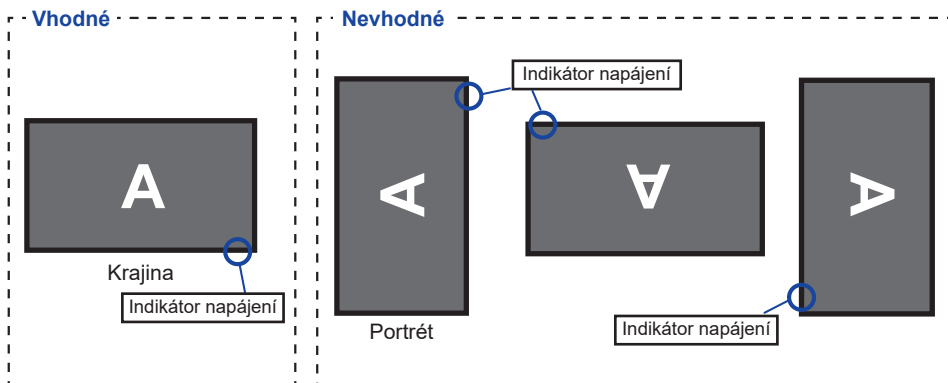 Vhodné
Nevhodné
A
Krajina
Indikátor napájení
Indikátor napájení
A
Portrét
A
A
Indikátor napájení